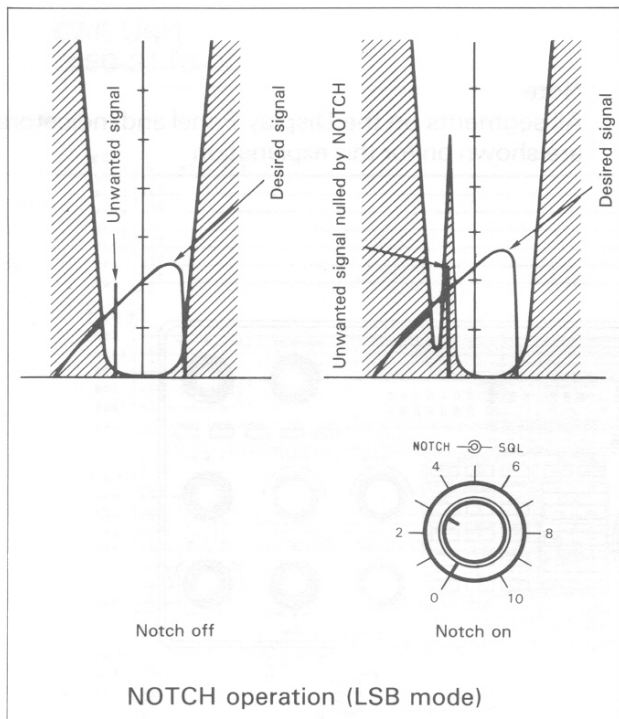 Unwanted signal
Desired signal
Unwanted signal nulled by NOTCH
Desired signal
NOTCH SQL
4 6
2 8
0 10
Notch off
Notch on
NOTCH operation (LSB mode)